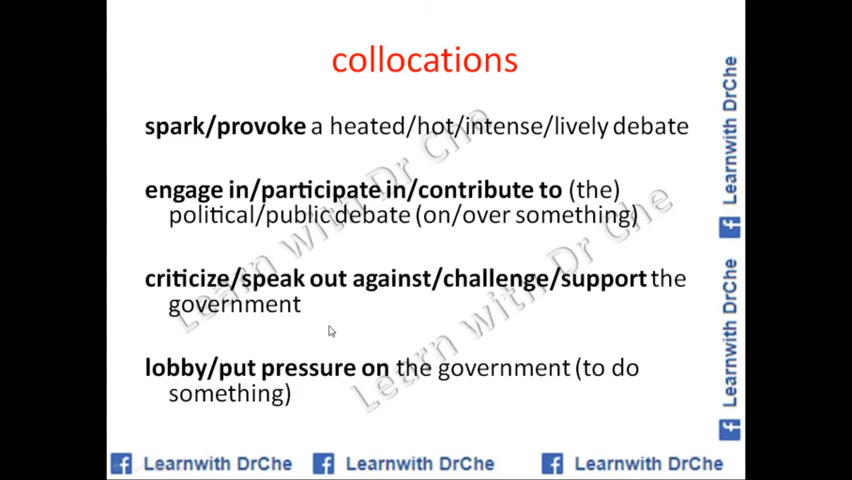 collocations
spark/provoke a heated/hot/intense/lively debate
engage in/participate in/contribute to (the)
political/public debate (on/over something)
criticize/speak out against/challenge/support the
government
lobby/put pressure on the government (to do
something)
Learn with Dr Che
Learn with Dr Che
Learnwith DrChe
Learnwith DrChe
Learnwith DrChe
Learnwith DrChe
Learnwith DrChe